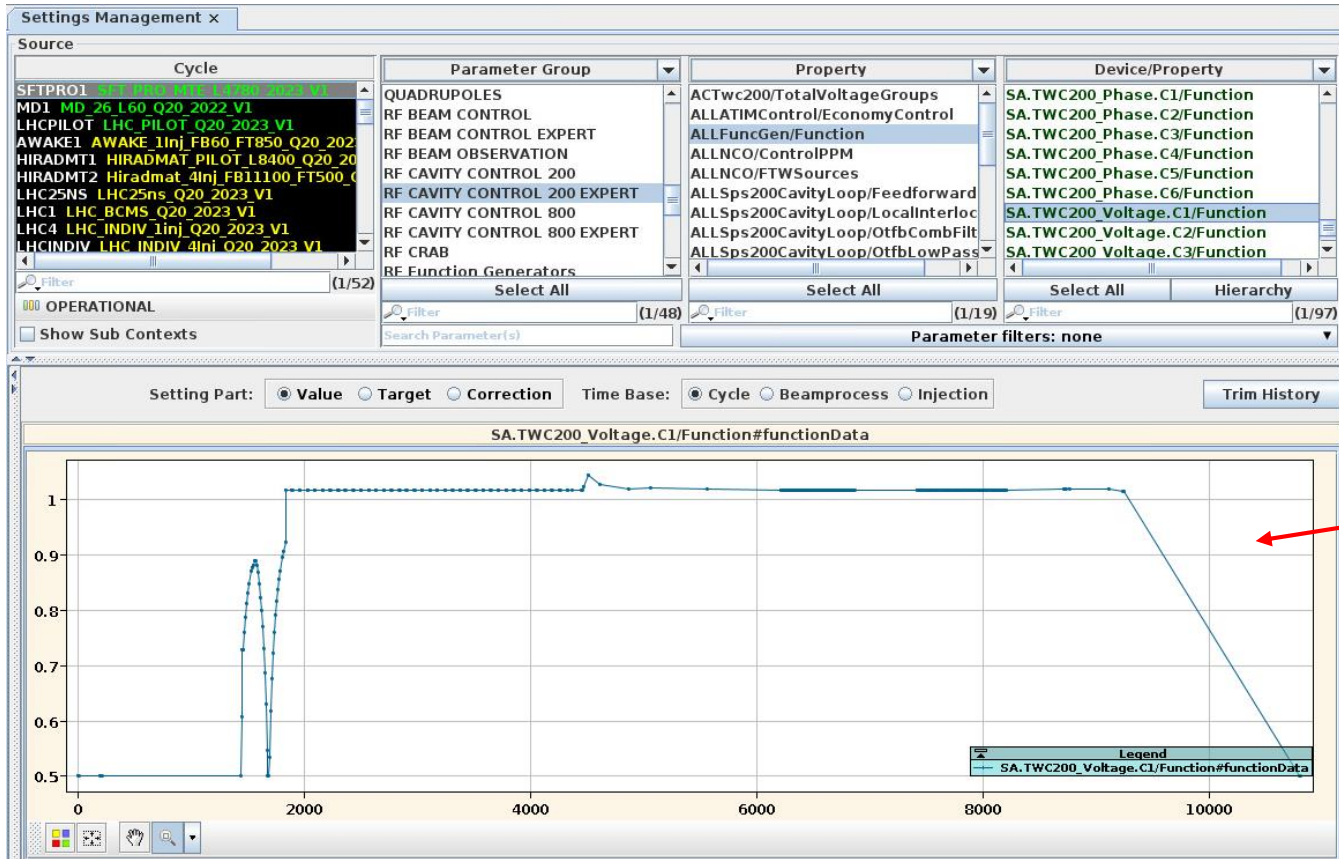 Settings Management ×
Source
Cycle
SFTPRO1 SFT_PRO_MTE_L4780_2023_V1
MD1 MD_26_L60_Q20_2022_V1
LHCPILOT LHC_PILOT_Q20_2023_V1
AWAKE1 AWAKE_1Inj_FB60_FT850_Q20_202
HIRADMT1 HIRADMAT_PILOT_L8400_Q20_20
HIRADMT2 Hiradmat_4Inj_FB11100_FT500_
LHC25NS LHC25ns_Q20_2023_V1
LHC1 LHC_BCMS_Q20_2023_V1
LHC4 LHC_INDIV_1inj_Q20_2023_V1
LHCINDIV LHC_INDIV_4Inj_Q20_2023_V1
Filter (1/52)
OPERATIONAL
Show Sub Contexts
Parameter Group
QUADRUPOLES
RF BEAM CONTROL
RF BEAM CONTROL EXPERT
RF BEAM OBSERVATION
RF CAVITY CONTROL 200
RF CAVITY CONTROL 200 EXPERT
RF CAVITY CONTROL 800
RF CAVITY CONTROL 800 EXPERT
RF CRAB
RF Function Generators
Select All
Filter (1/48)
Search Parameter(s)
Property
ACTwc200/TotalVoltageGroups
ALLATIMControl/EconomyControl
ALLFuncGen/Function
ALLNCO/ControlPPM
ALLNCO/FTWSources
ALLSps200CavityLoop/Feedforward
ALLSps200CavityLoop/LocalInterloc
ALLSps200CavityLoop/OtfbCombFilt
ALLSps200CavityLoop/OtfbLowPass
Select All
Filter (1/19)
Device/Property
SA.TWC200_Phase.C1/Function
SA.TWC200_Phase.C2/Function
SA.TWC200_Phase.C3/Function
SA.TWC200_Phase.C4/Function
SA.TWC200_Phase.C5/Function
SA.TWC200_Phase.C6/Function
SA.TWC200_Voltage.C1/Function
SA.TWC200_Voltage.C2/Function
SA.TWC200_Voltage.C3/Function
Select All Hierarchy
Filter (1/97)
Parameter filters: none
Setting Part: Value Target Correction Time Base: Cycle Beamprocess Injection Trim History
SA.TWC200_Voltage.C1/Function#functionData
1
0.9
0.8
0.7
0.6
0.5
Legend
SA.TWC200_Voltage.C1/Function#functionData
0 2000 4000 6000 8000 10000